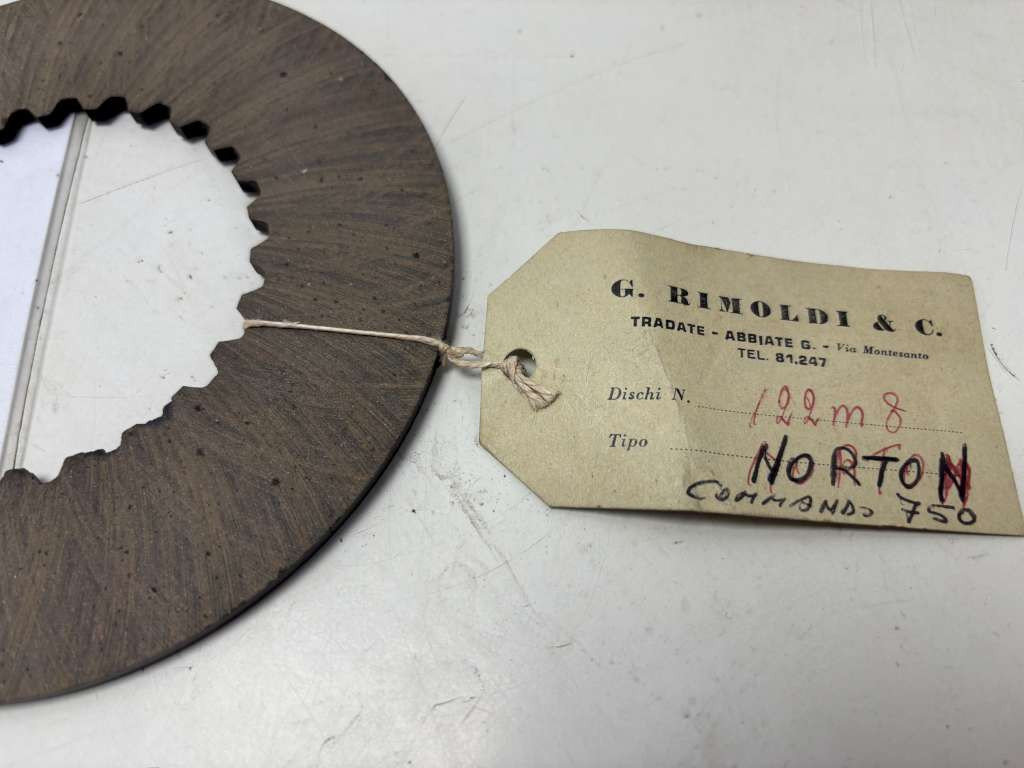 G. RIMOLDI & C.
TRADATE - ABBIATE G. - Via Montesanto
TEL. 81.247
Dischi N. 122m8
Tipo NORTON
COMMANDO 750